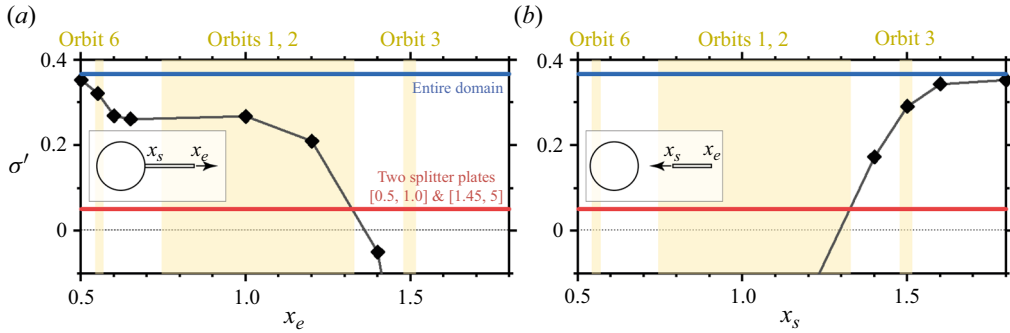 (a)
Orbit 6
Orbits 1, 2
Orbit 3
0.4
Entire domain
0.2
σ′
x_s
x_e
Two splitter plates
[0.5, 1.0] & [1.45, 5]
0
0.5
1.0
1.5
x_e
(b)
Orbit 6
Orbits 1, 2
Orbit 3
0.4
0.2
x_s
x_e
0
0.5
1.0
1.5
x_s